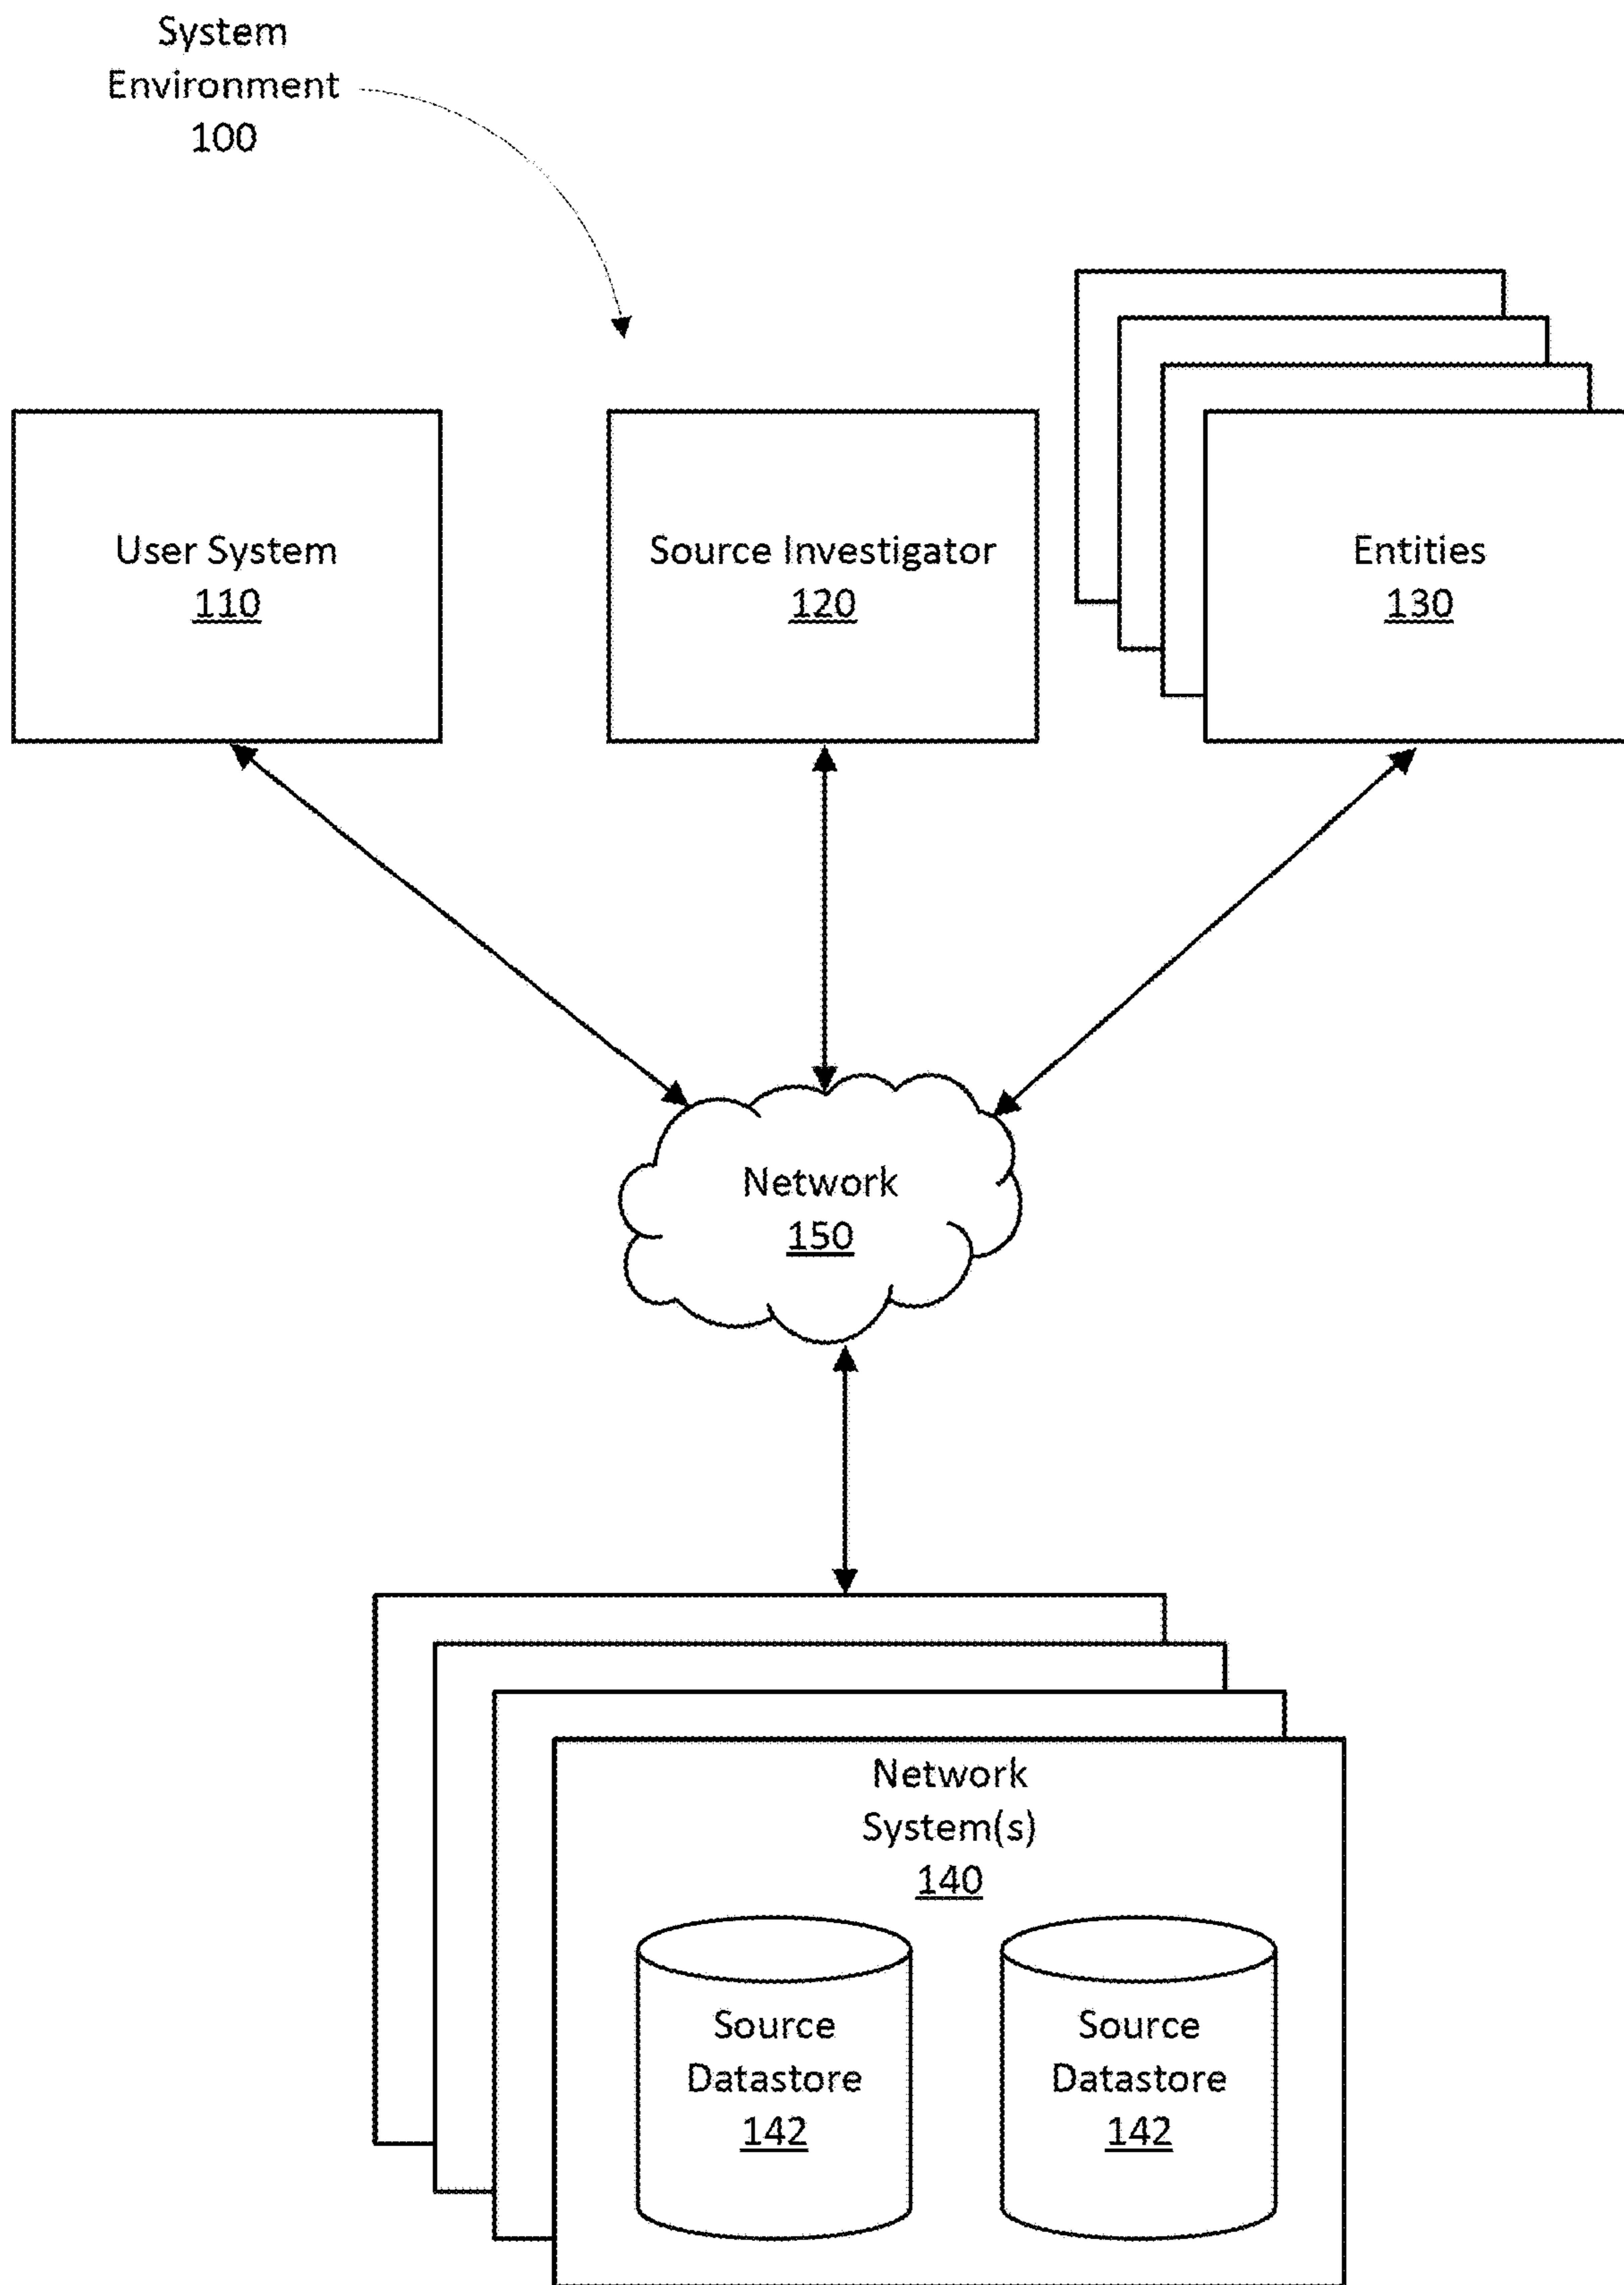 System
Environment
100
User System
110
Source Investigator
120
Entities
130
Network
150
Network
System(s)
140
Source
Datastore
142
Source
Datastore
142